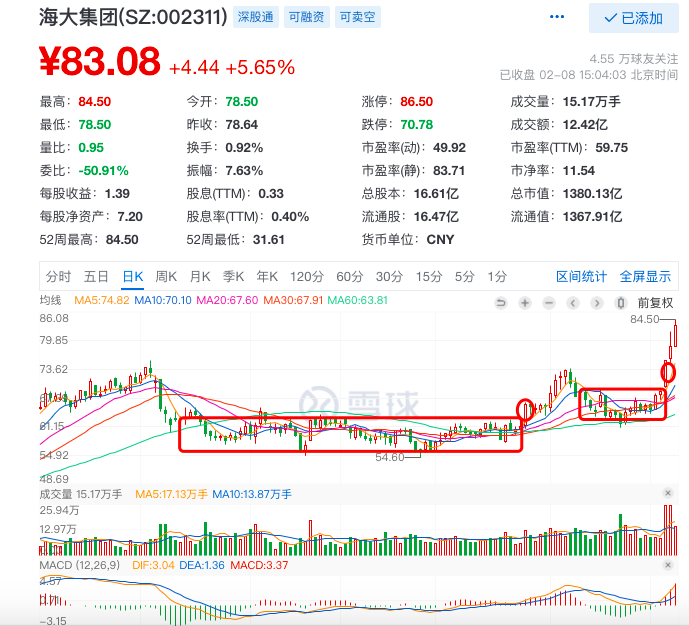 海大集团(SZ:002311) 深股通 可融资 可卖空 ··· ✓ 已添加
¥83.08 +4.44 +5.65%
4.55 万球友关注
已收盘 02-08 15:04:03 北京时间
最高: 84.50 今开: 78.50 涨停: 86.50 成交量: 15.17万手
最低: 78.50 昨收: 78.64 跌停: 70.78 成交额: 12.42亿
量比: 0.95 换手: 0.92% 市盈率(动): 49.92 市盈率(TTM): 59.75
委比: -50.91% 振幅: 7.63% 市盈率(静): 83.71 市净率: 11.54
每股收益: 1.39 股息(TTM): 0.33 总股本: 16.61亿 总市值: 1380.13亿
每股净资产: 7.20 股息率(TTM): 0.40% 流通股: 16.47亿 流通值: 1367.91亿
52周最高: 84.50 52周最低: 31.61 货币单位: CNY
分时 五日 日K 周K 月K 季K 年K 120分 60分 30分 15分 5分 1分 区间统计 全屏显示
均线 MA5:74.82 MA10:70.10 MA20:67.60 MA30:67.91 MA60:63.81 前复权
86.08
84.50
79.85
73.62
雪球
61.15
54.92
54.60
48.69
成交量 15.17万手 MA5:17.13万手 MA10:13.87万手
25.94万
12.97万
MACD (12,26,9) DIF:3.04 DEA:1.36 MACD:3.37
4.57
0.71
-3.15